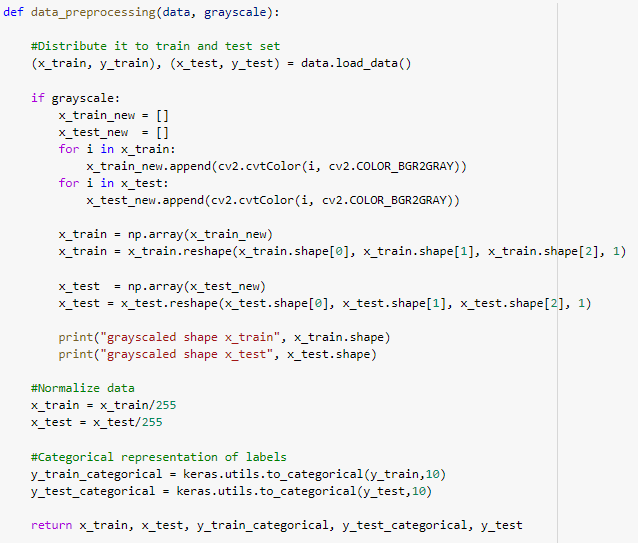 def data_preprocessing(data, grayscale):
#Distribute it to train and test set
(x_train, y_train), (x_test, y_test) = data.load_data()
if grayscale:
x_train_new = []
x_test_new  = []
for i in x_train:
x_train_new.append(cv2.cvtColor(i, cv2.COLOR_BGR2GRAY))
for i in x_test:
x_test_new.append(cv2.cvtColor(i, cv2.COLOR_BGR2GRAY))
x_train = np.array(x_train_new)
x_train = x_train.reshape(x_train.shape[0], x_train.shape[1], x_train.shape[2], 1)
x_test  = np.array(x_test_new)
x_test = x_test.reshape(x_test.shape[0], x_test.shape[1], x_test.shape[2], 1)
print("grayscaled shape x_train", x_train.shape)
print("grayscaled shape x_test", x_test.shape)
#Normalize data
x_train = x_train/255
x_test = x_test/255
#Categorical representation of labels
y_train_categorical = keras.utils.to_categorical(y_train,10)
y_test_categorical = keras.utils.to_categorical(y_test,10)
return x_train, x_test, y_train_categorical, y_test_categorical, y_test